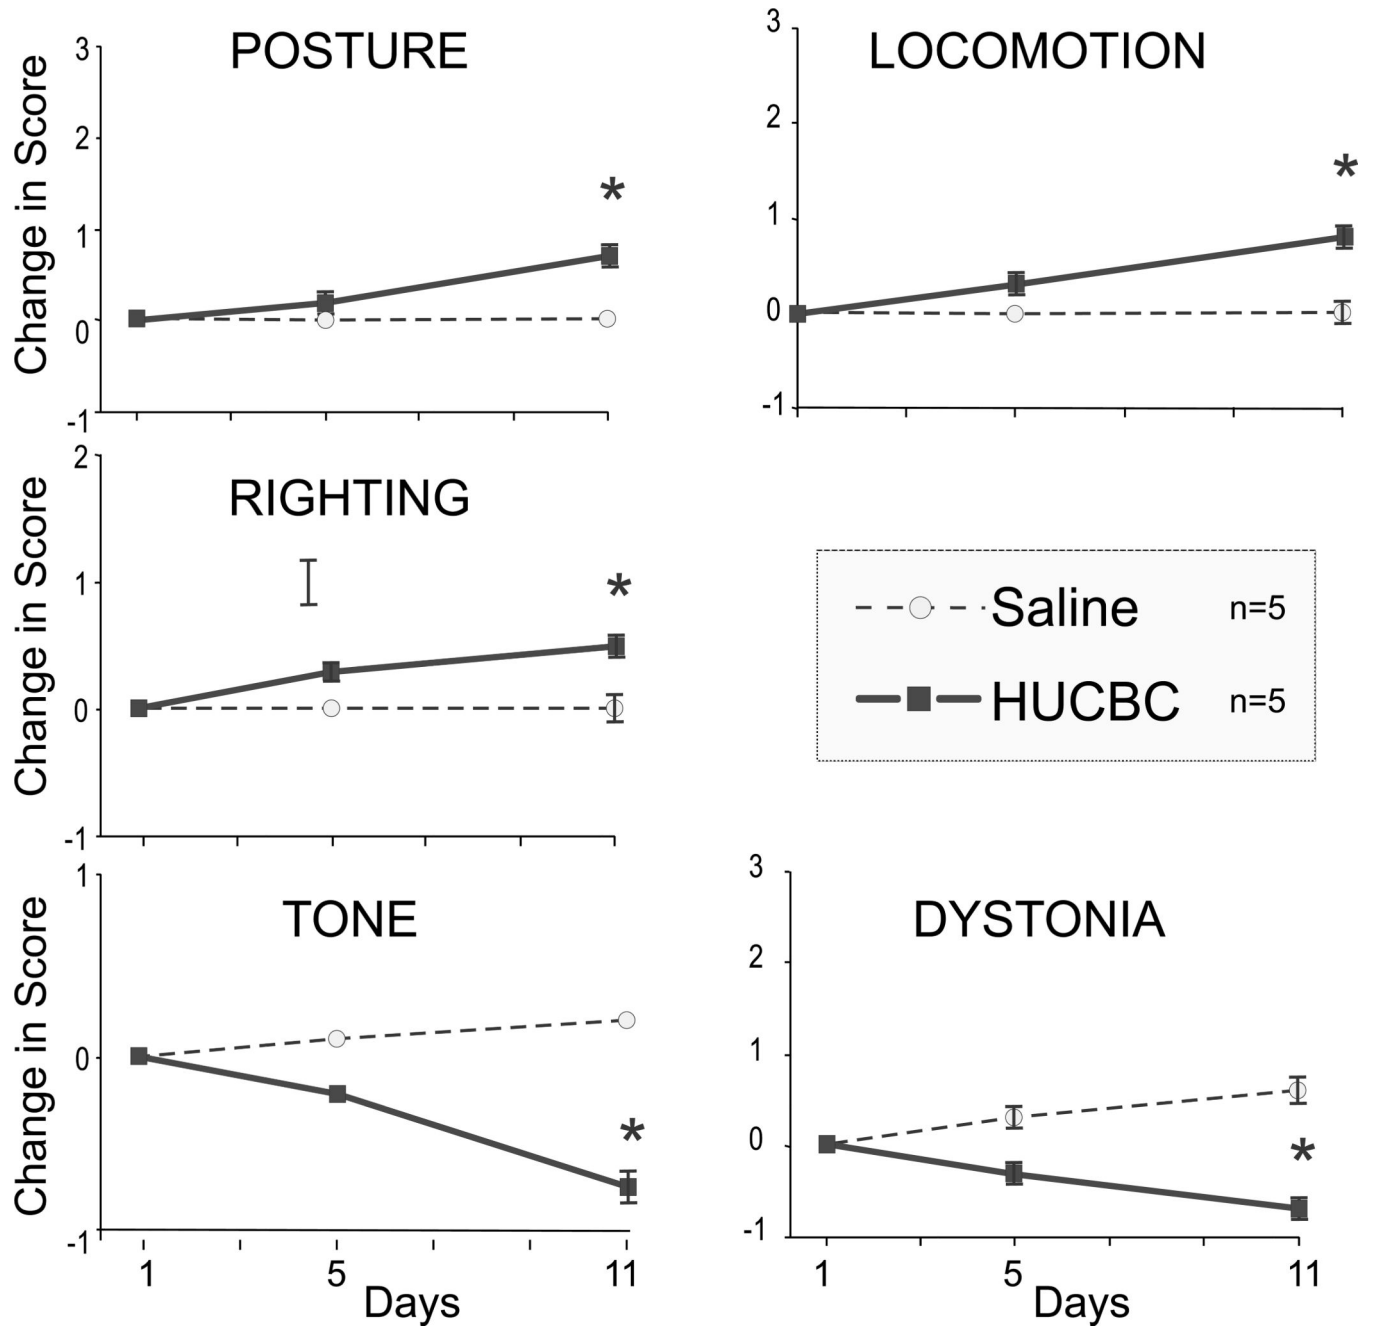 POSTURE
Change in Score
3
2
1
0
-1
*
LOCOMOTION
3
2
1
0
-1
*
RIGHTING
Change in Score
2
1
0
-1
*
Saline n=5
HUCBC n=5
TONE
Change in Score
1
0
-1
*
1 5 11
Days
DYSTONIA
3
2
1
0
-1
*
1 5 11
Days